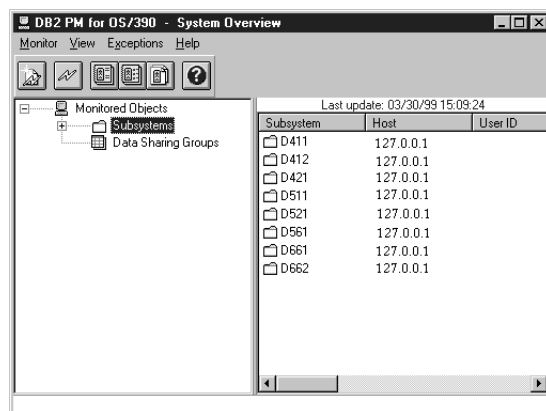 DB2 PM for OS/390 - System Overview
Monitor View Exceptions Help
Monitored Objects
Subsystems
Data Sharing Groups
Last update: 03/30/99 15:09:24
Subsystem Host User ID
D411 127.0.0.1
D412 127.0.0.1
D421 127.0.0.1
D511 127.0.0.1
D521 127.0.0.1
D561 127.0.0.1
D661 127.0.0.1
D662 127.0.0.1